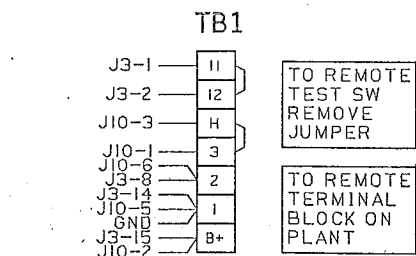 TB1
J3-1 11
J3-2 12
J10-3 H
J10-1 3
J10-6
J3-8 2
J3-14
J10-5 1
GND
J3-15 B+
J10-2
TO REMOTE
TEST SW
REMOVE
JUMPER
TO REMOTE
TERMINAL
BLOCK ON
PLANT